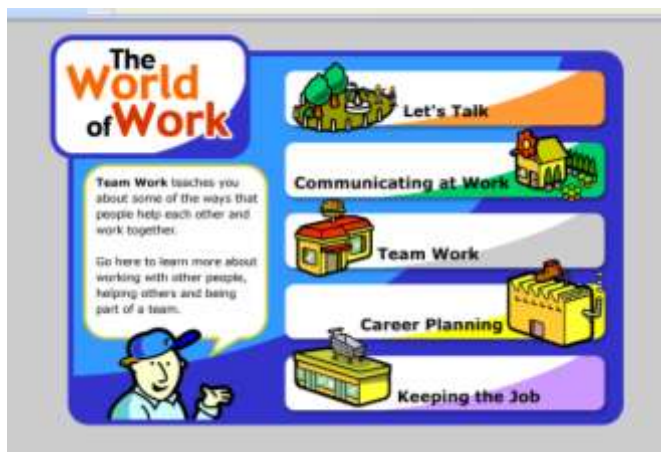 The
World
of Work
Team Work teaches you
about some of the ways that
people help each other and
work together.
Go here to learn more about
working with other people,
helping others and being
part of a team.
Let's Talk
Communicating at Work
Team Work
Career Planning
Keeping the Job